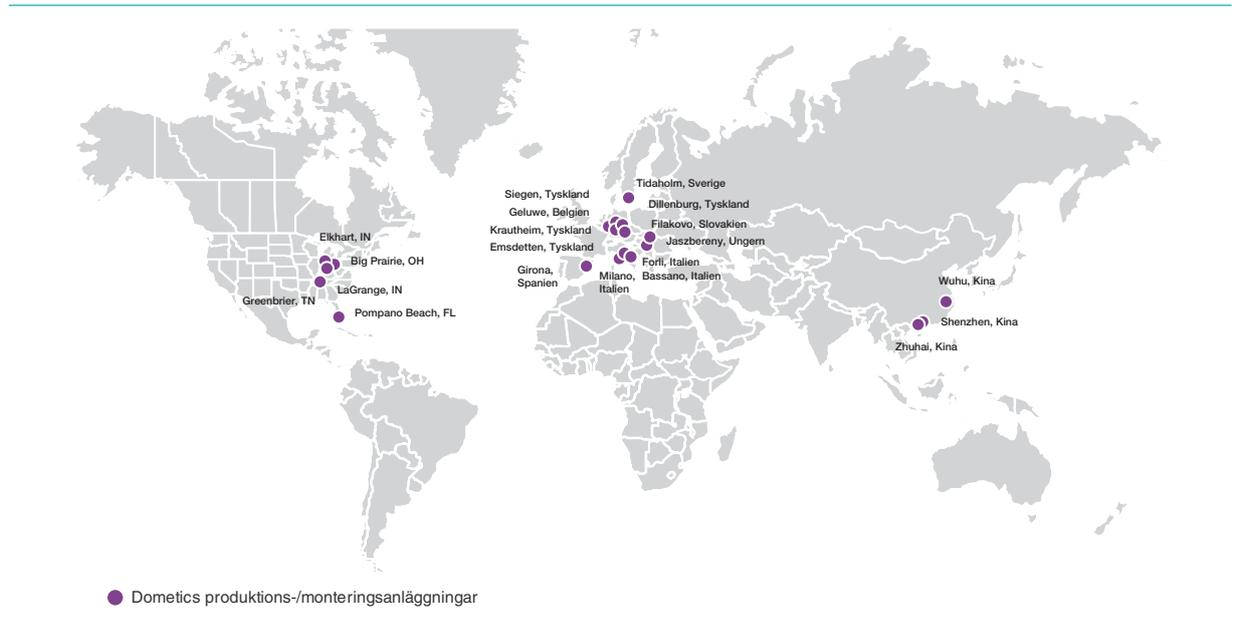 Tidaholm, Sverige
Siegen, Tyskland
Dillenburg, Tyskland
Geluwe, Belgien
Filakovo, Slovakien
Krautheim, Tyskland
Jaszbereny, Ungern
Emsdetten, Tyskland
Forli, Italien
Girona,
Spanien
Milano,
Italien
Bassano, Italien
Elkhart, IN
Big Prairie, OH
LaGrange, IN
Greenbrier, TN
Pompano Beach, FL
Wuhu, Kina
Shenzhen, Kina
Zhuhai, Kina
Dometics produktions-/monteringsanläggningar